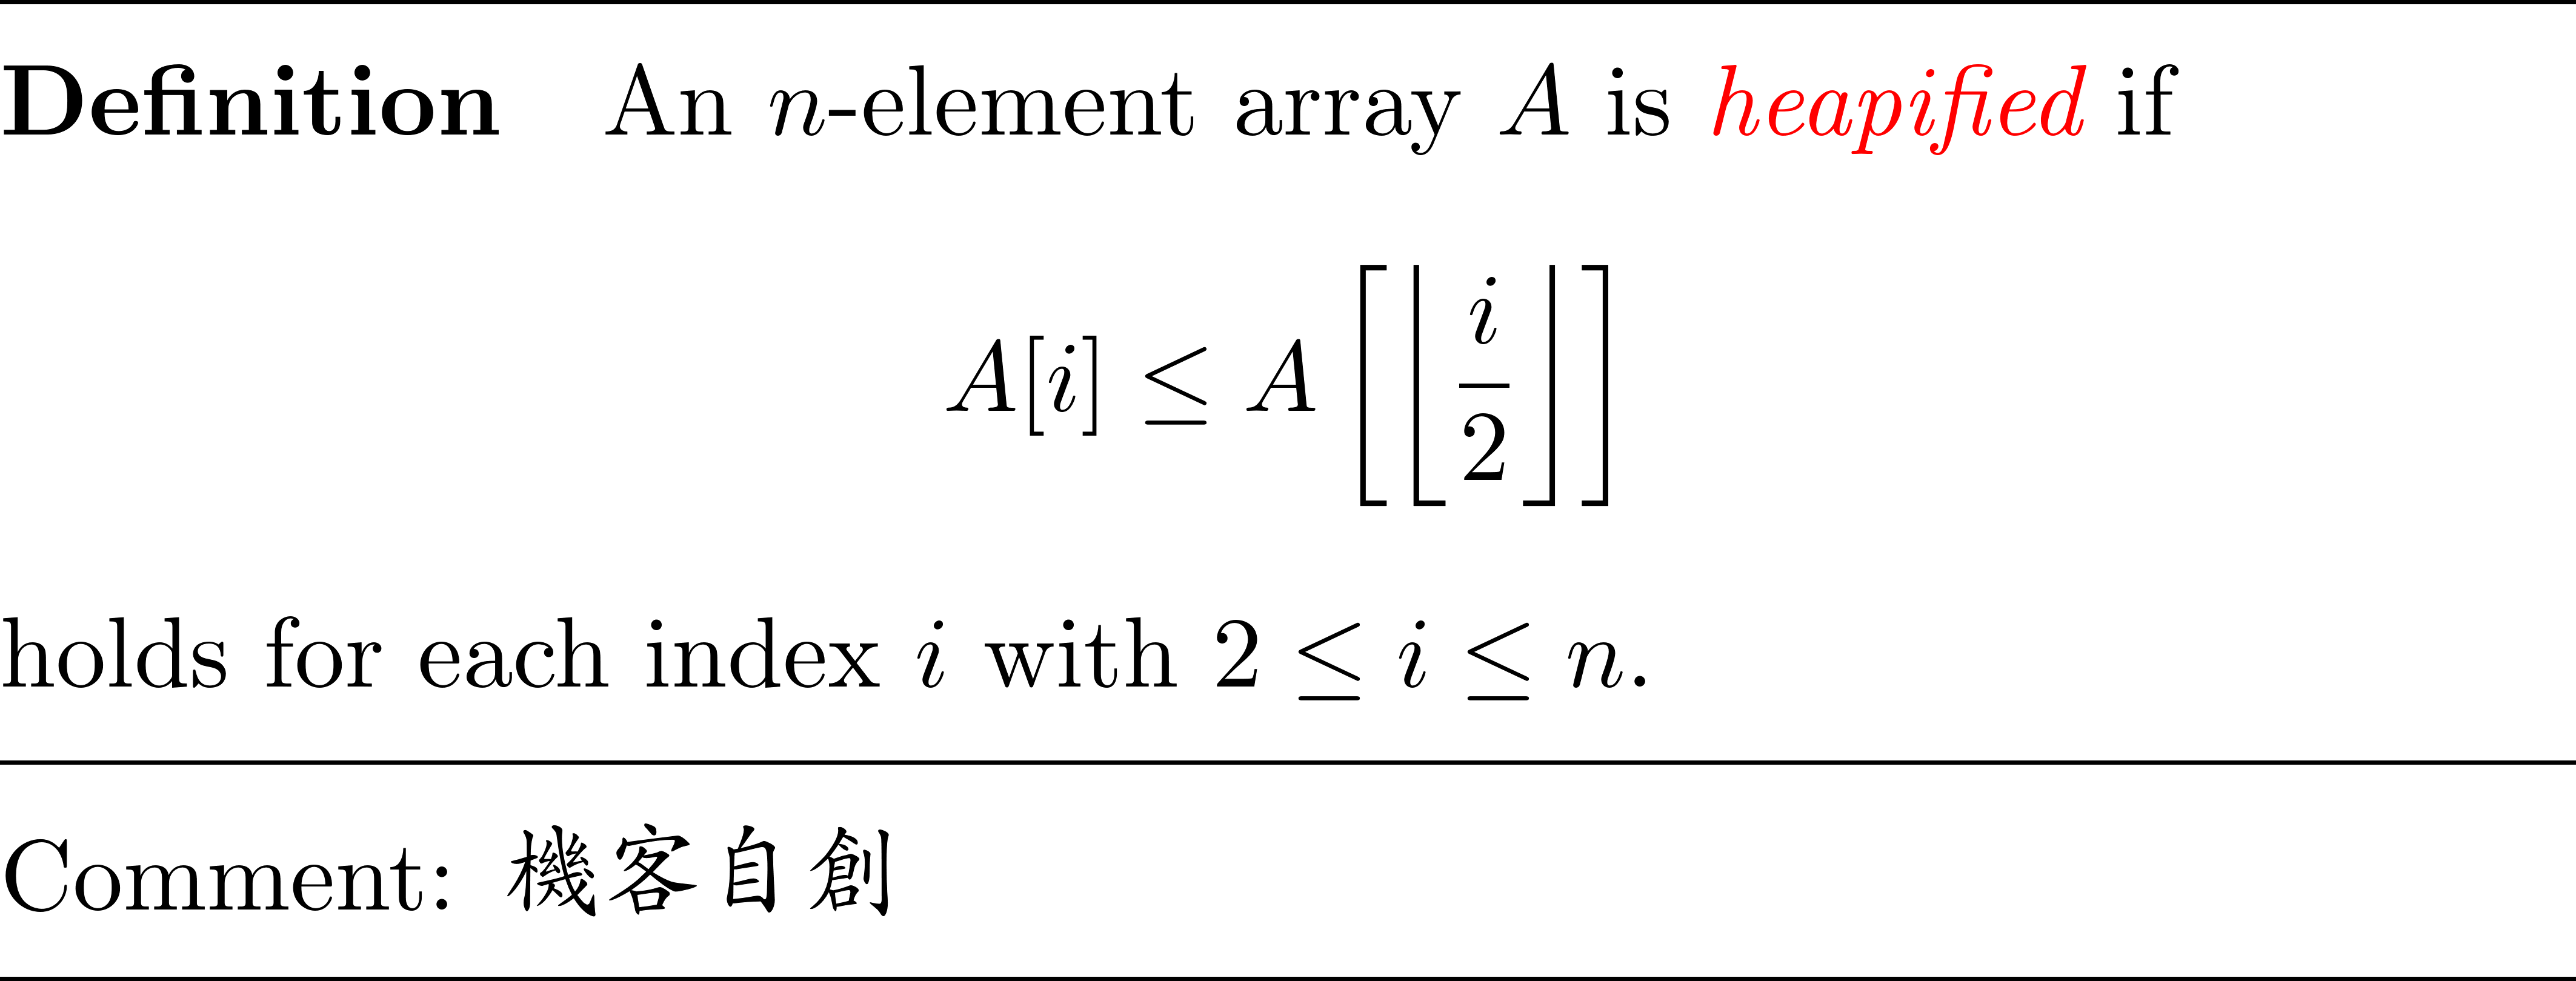 Definition An n-element array A is heapified if
A[i] ≤ A [⌊i/2⌋]
holds for each index i with 2 ≤ i ≤ n.
Comment: 機客自創